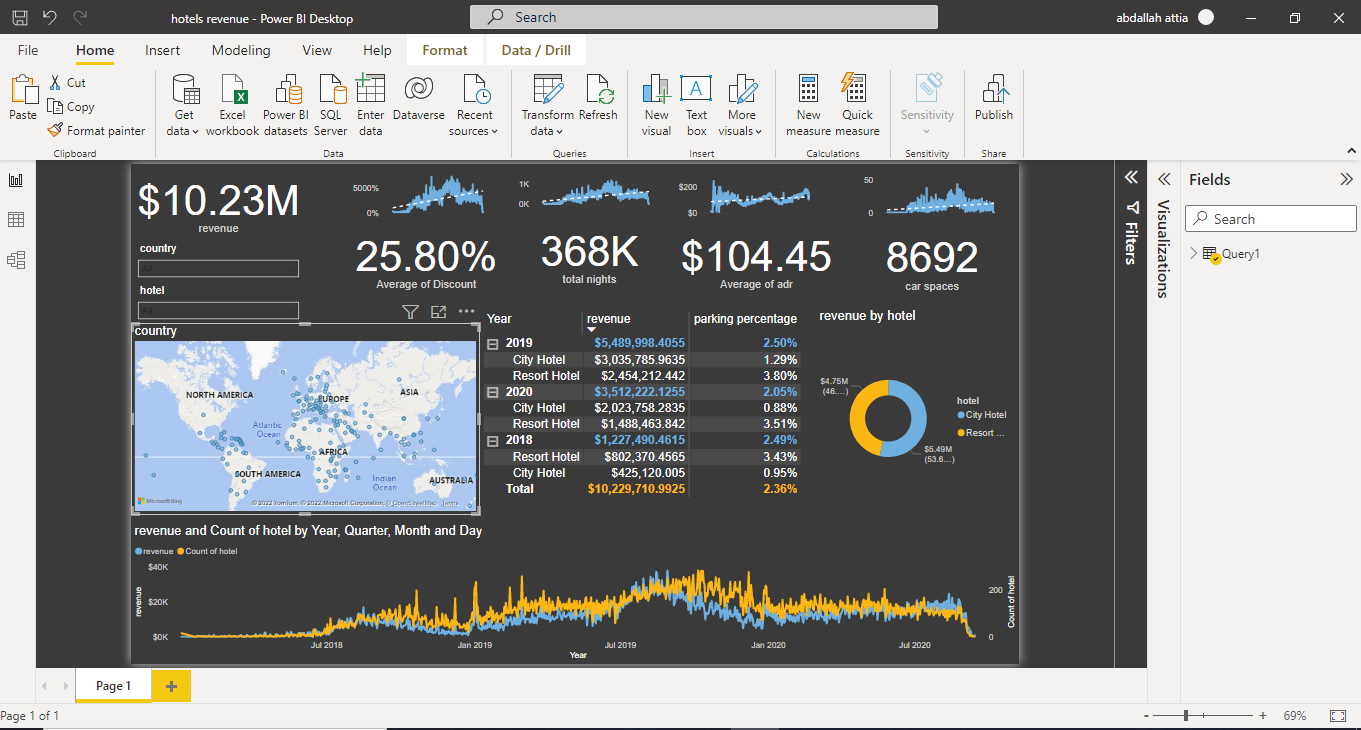 hotels revenue - Power BI Desktop
Search
abdallah attia
File Home Insert Modeling View Help Format Data / Drill
Paste
Cut
Copy
Format painter
Get data
Excel workbook
Power BI datasets
SQL Server
Enter data
Dataverse
Recent sources
Transform data
Refresh
New visual
Text box
More visuals
New measure
Quick measure
Sensitivity
Publish
Clipboard Data Queries Insert Calculations Sensitivity Share
$10.23M
revenue
country
All
hotel
All
5000%
0%
25.80%
Average of Discount
1K
0K
368K
total nights
$200
$0
$104.45
Average of adr
50
0
8692
car spaces
country
NORTH AMERICA
EUROPE
ASIA
Atlantic
Ocean
AFRICA
SOUTH AMERICA
Indian
Ocean
AUSTRALIA
Microsoft Bing
© 2022 TomTom, © 2022 Microsoft Corporation, © OpenStreetMap Terms
Year revenue parking percentage
2019 $5,489,998.4055 2.50%
City Hotel $3,035,785.9635 1.29%
Resort Hotel $2,454,212.442 3.80%
2020 $3,512,222.1255 2.05%
City Hotel $2,023,758.2835 0.88%
Resort Hotel $1,488,463.842 3.51%
2018 $1,227,490.4615 2.49%
Resort Hotel $802,370.4565 3.43%
City Hotel $425,120.005 0.95%
Total $10,229,710.9925 2.36%
revenue by hotel
$4.75M
(46....)
hotel
City Hotel
Resort ...
$5.49M
(53.6...)
revenue and Count of hotel by Year, Quarter, Month and Day
revenue Count of hotel
$40K
$20K
$0K
revenue
200
0
Count of hotel
Jul 2018 Jan 2019 Jul 2019 Jan 2020 Jul 2020
Year
Filters
Visualizations
Fields
Search
Query1
Page 1
Page 1 of 1
- + 69%